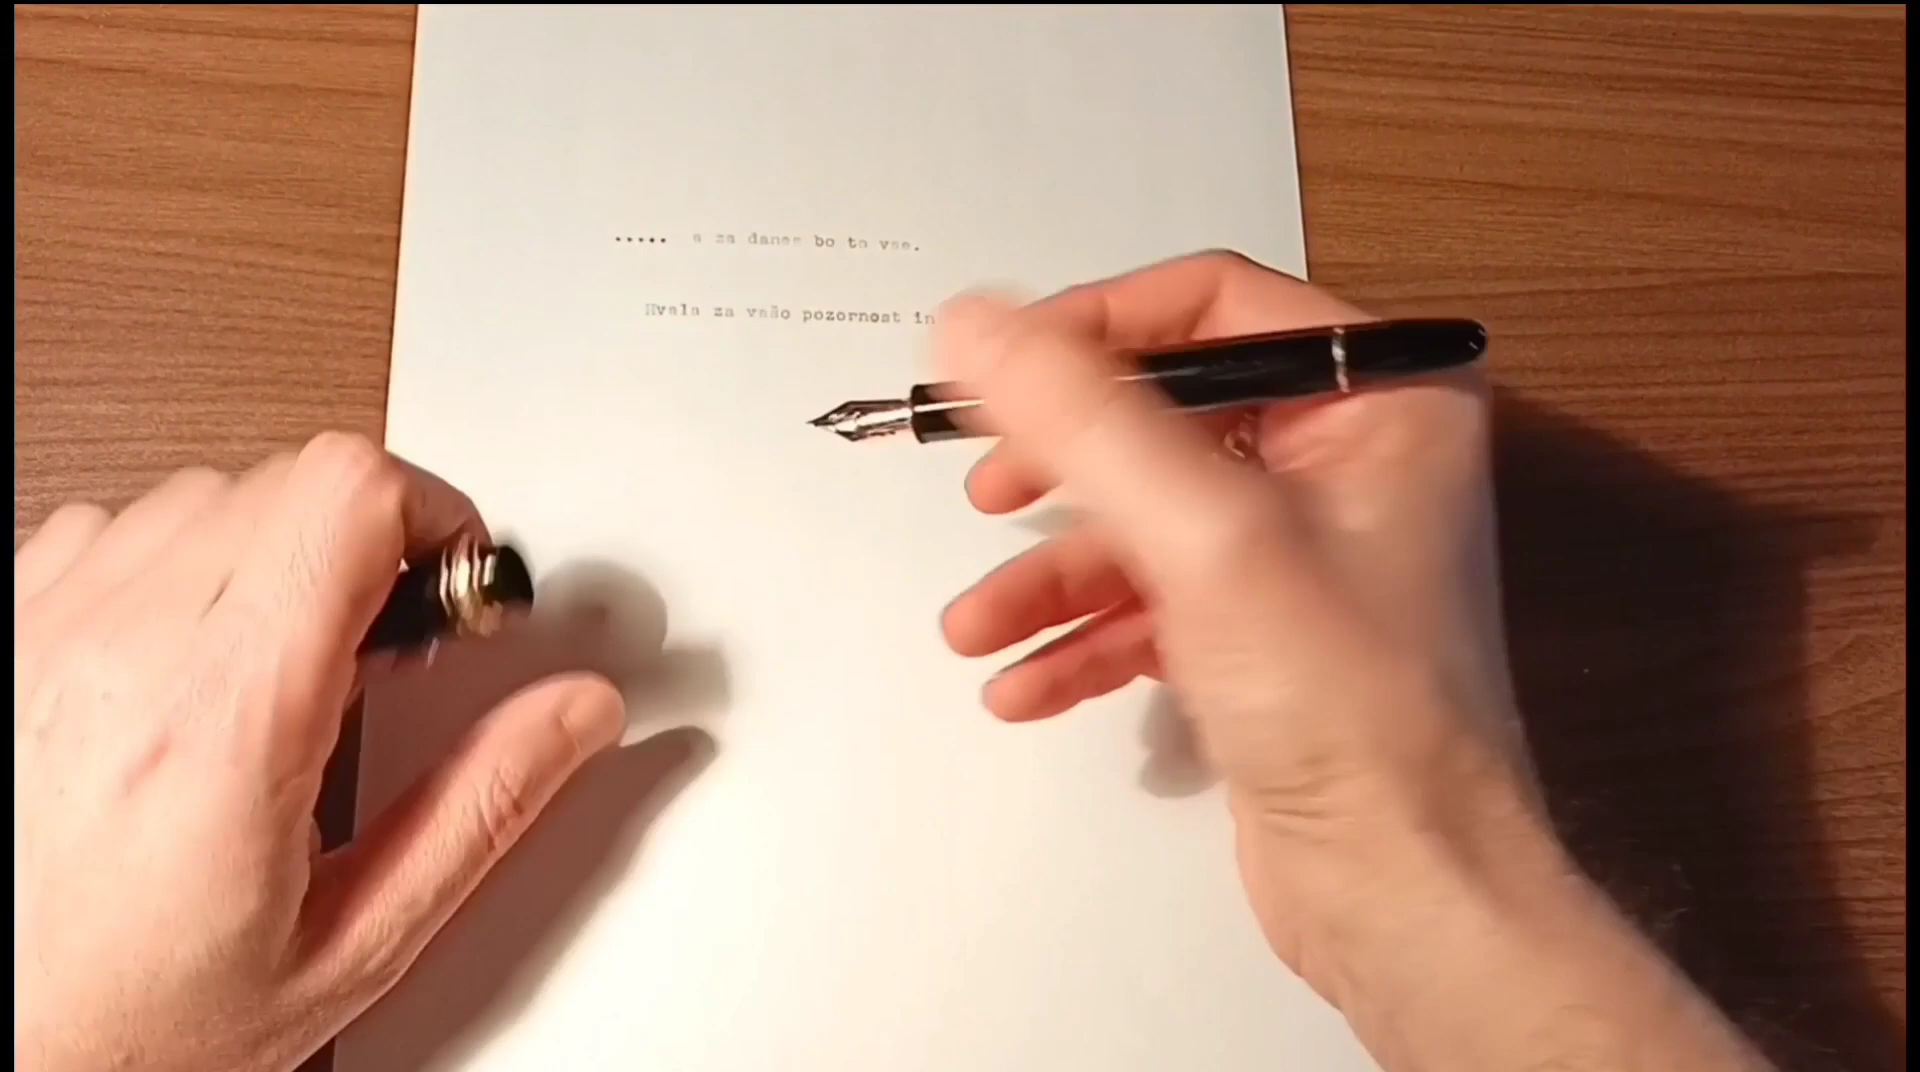 ..... a za danes bo to vse.
Hvala za vašo pozornost in